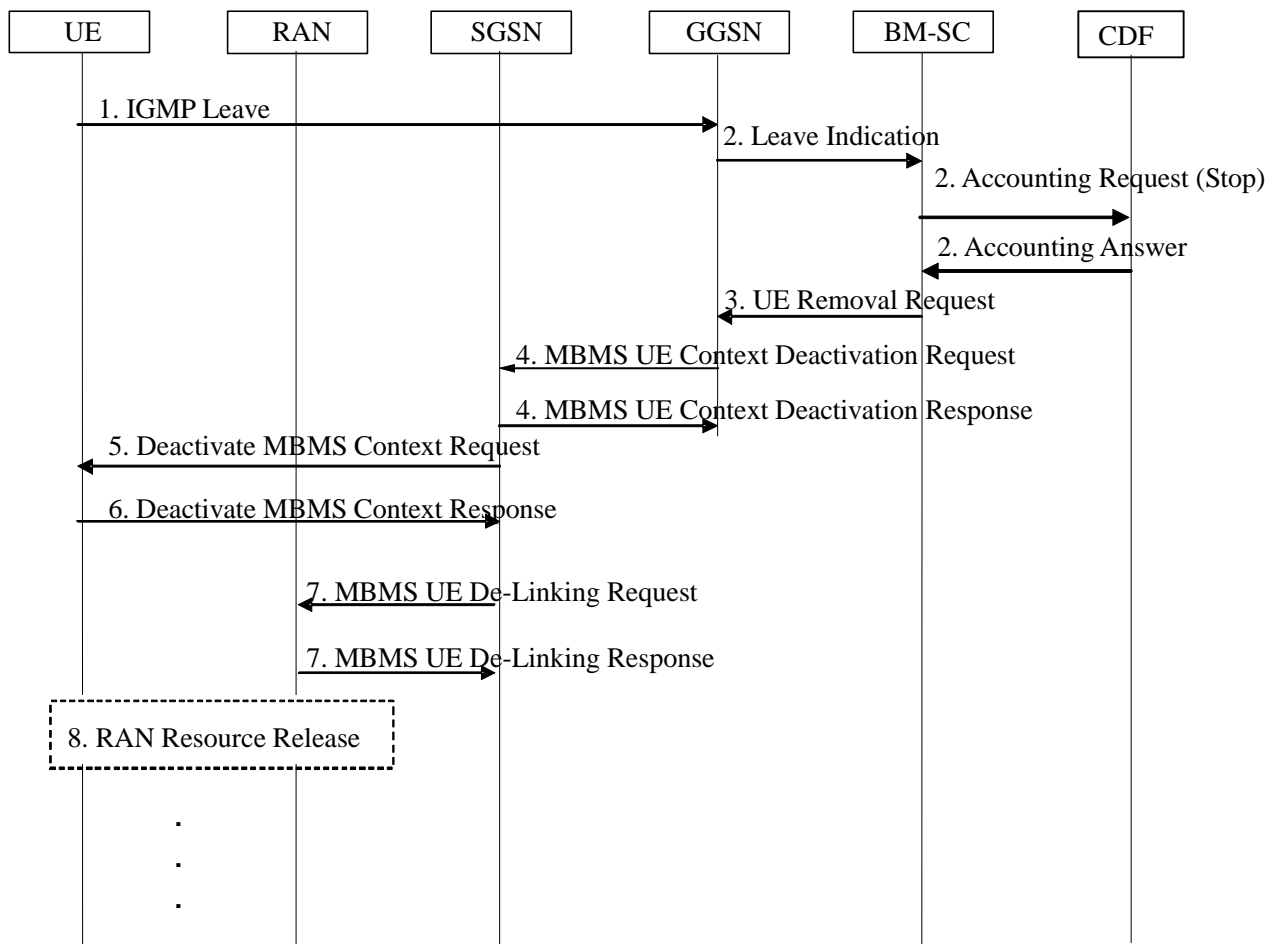 UE
RAN
SGSN
GGSN
BM-SC
CDF
1. IGMP Leave
2. Leave Indication
2. Accounting Request (Stop)
2. Accounting Answer
3. UE Removal Request
4. MBMS UE Context Deactivation Request
4. MBMS UE Context Deactivation Response
5. Deactivate MBMS Context Request
6. Deactivate MBMS Context Response
7. MBMS UE De-Linking Request
7. MBMS UE De-Linking Response
8. RAN Resource Release
.
.
.